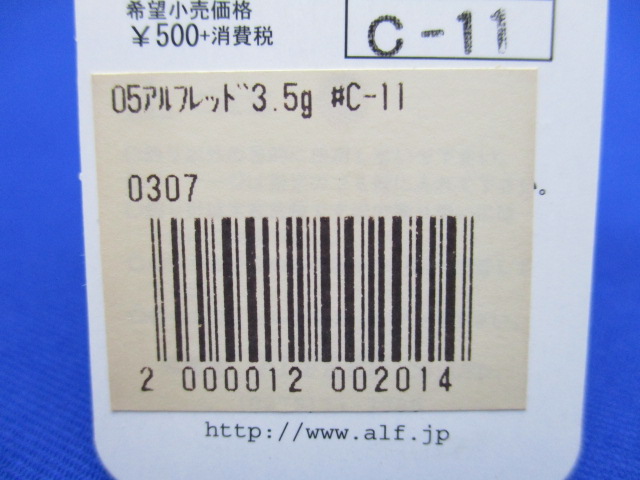 希望小売価格
¥500+消費税
C-11
05ｱﾙﾌﾚｯﾄﾞ3.5g #C-11
0307
い。
2 000012 002014
http://www.alf.jp